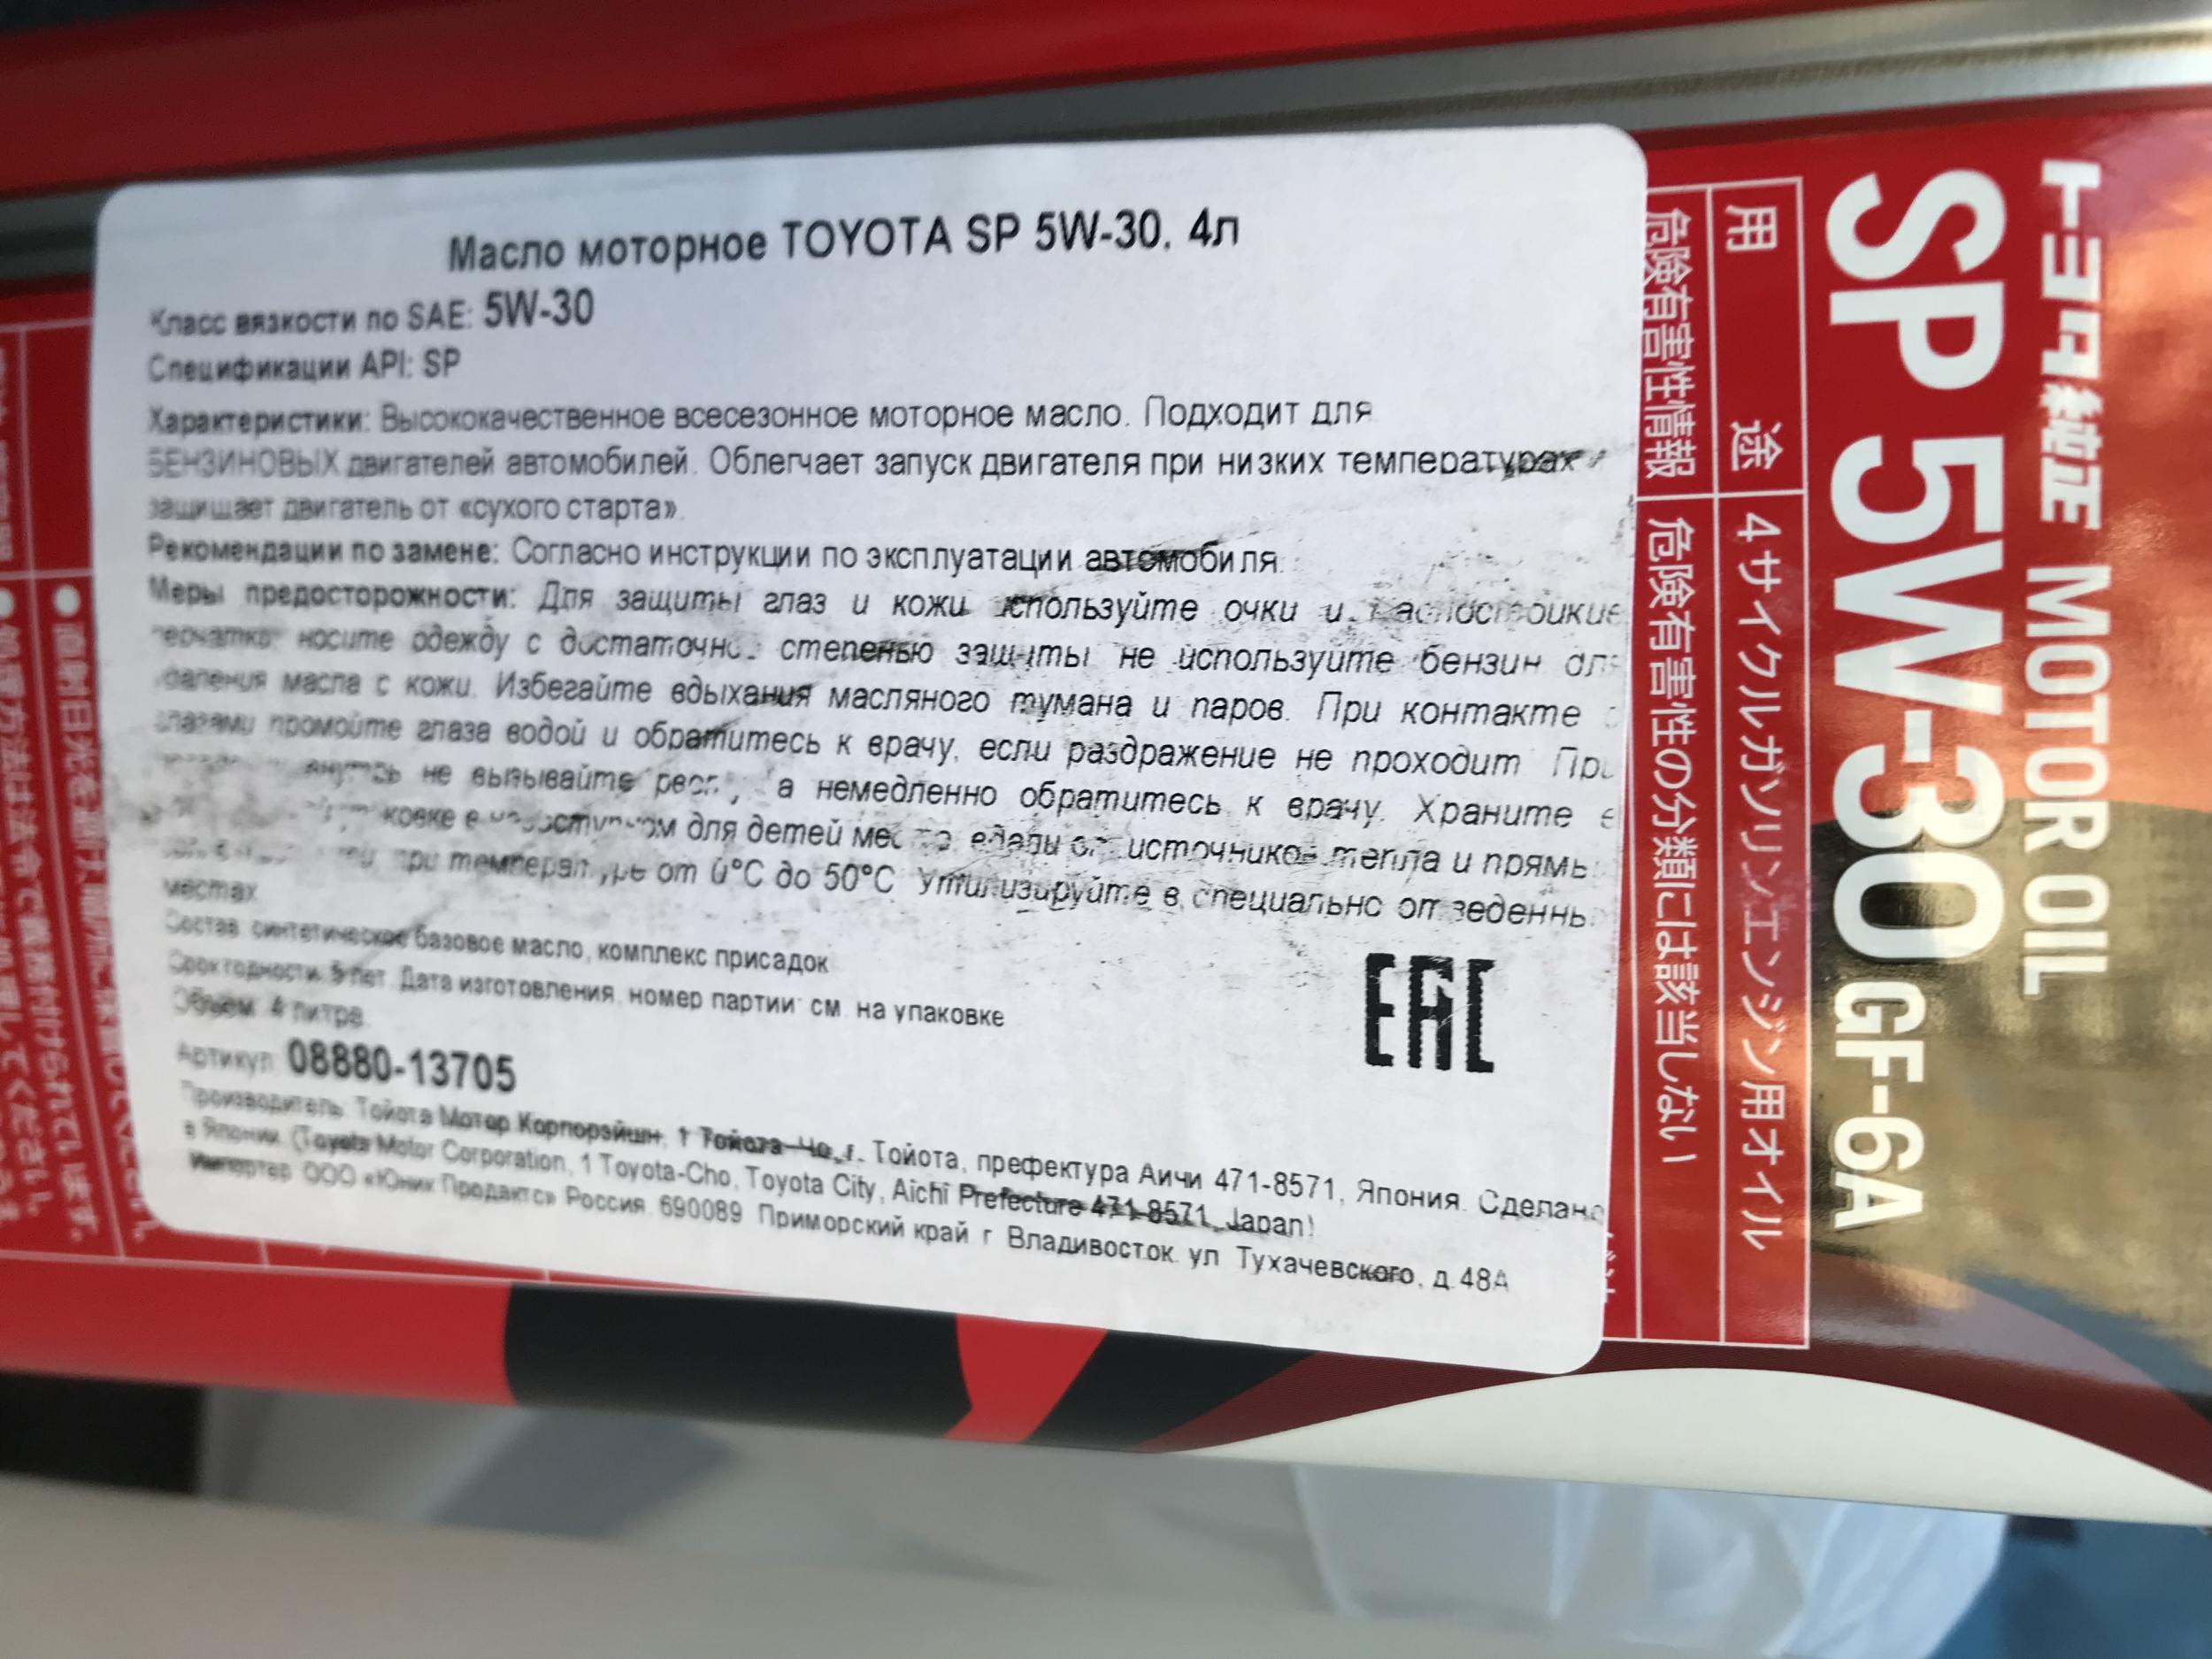 Масло моторное TOYOTA SP 5W-30, 4л
Класс вязкости по SAE: 5W-30
Спецификации API: SP
Характеристики: Высококачественное всесезонное моторное масло. Подходит для
БЕНЗИНОВЫХ двигателей автомобилей. Облегчает запуск двигателя при низких температурах и
защищает двигатель от «сухого старта».
Рекомендации по замене: Согласно инструкции по эксплуатации автомобиля.
Меры предосторожности: Для защиты глаз и кожи используйте очки и
носите одежду с достаточной степенью защиты не используйте бензин для
масла с кожи. Избегайте вдыхания масляного тумана и паров. При контакте с
глазами промойте глаза водой и обратитесь к врачу, если раздражение не проходит При
внутрь не вызывайте а немедленно обратитесь к врачу. Храните
в недоступном для детей месте, вдали от источников тепла и
при температуре от 0°C до 50°C Утилизируйте в специально отведенны
местах
Состав: синтетическое базовое масло, комплекс присадок
Срок годности: 5 лет. Дата изготовления, номер партии: см. на упаковке
Объем: 4 литра
Артикул: 08880-13705
Производитель: Тойота Мотор Корпорэйшн, 1 Тойота-Чо, г. Тойота, префектура Аичи 471-8571, Япония. Сделано
в Японии. (Toyota Motor Corporation, 1 Toyota-Cho, Toyota City, Aichi Prefecture 471-8571, Japan)
Импортер: ООО «Юник Продактс» Россия, 690089 Приморский край г. Владивосток, ул. Тухачевского, д.48А
EAC
トヨタ純正 MOTOR OIL
SP 5W-30 GF-6A
用途 4サイクルガソリンエンジン用オイル
危険有害性情報 危険有害性の分類には該当しない